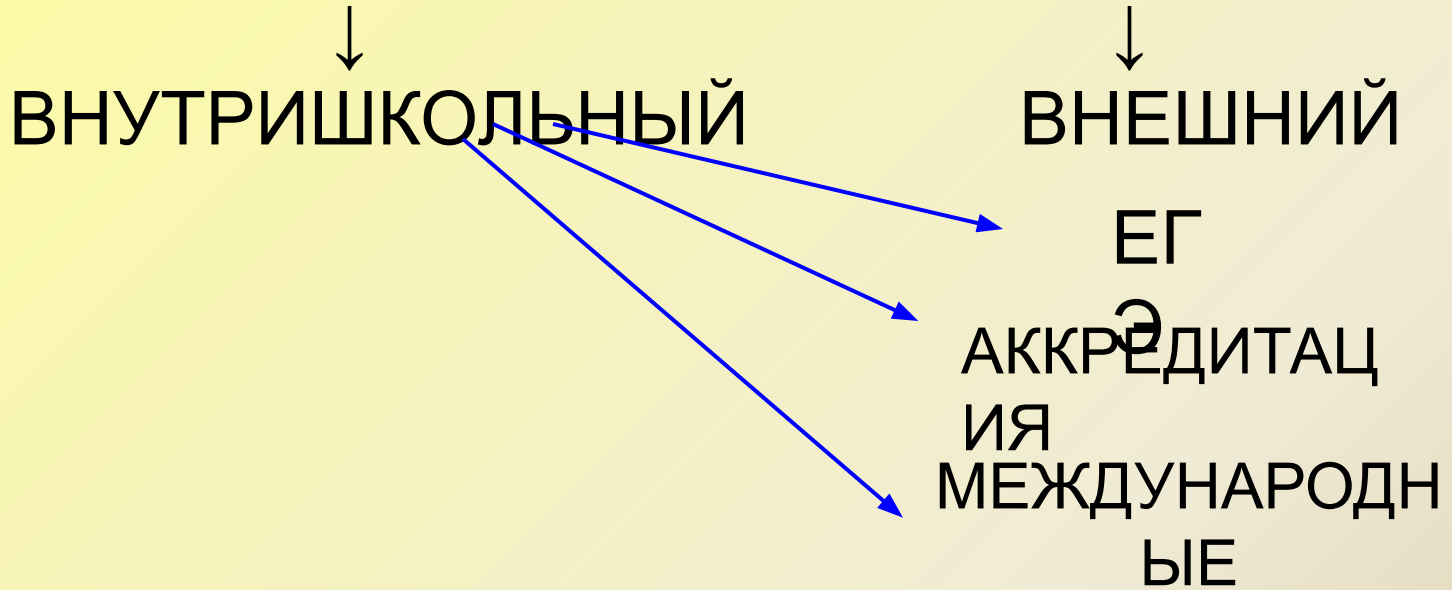 ↓ ↓
ВНУТРИШКОЛЬНЫЙ ВНЕШНИЙ
ЕГ
Э
АККРЕДИТАЦ
ИЯ
МЕЖДУНАРОДН
ЫЕ